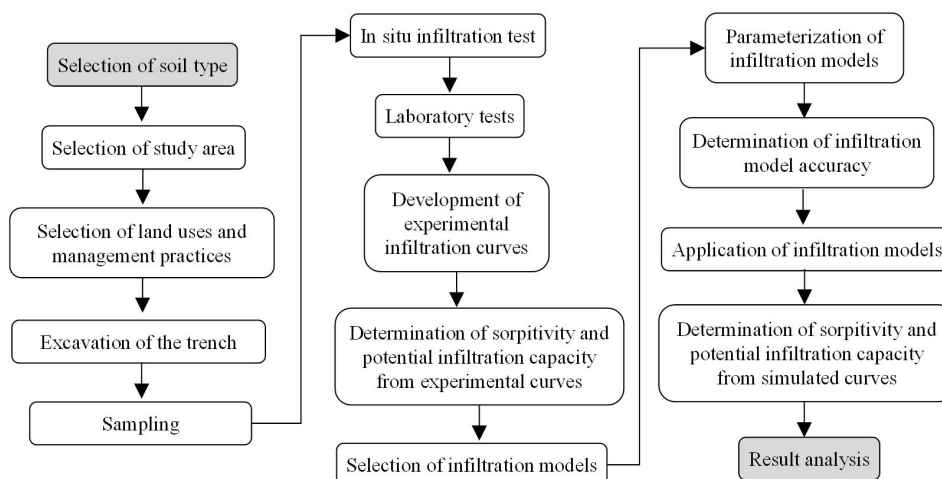 Selection of soil type
Selection of study area
Selection of land uses and
management practices
Excavation of the trench
Sampling
In situ infiltration test
Laboratory tests
Development of
experimental
infiltration curves
Determination of sorpitivity and
potential infiltration capacity
from experimental curves
Selection of infiltration models
Parameterization of
infiltration models
Determination of infiltration
model accuracy
Application of infiltration models
Determination of sorpitivity and
potential infiltration capacity
from simulated curves
Result analysis